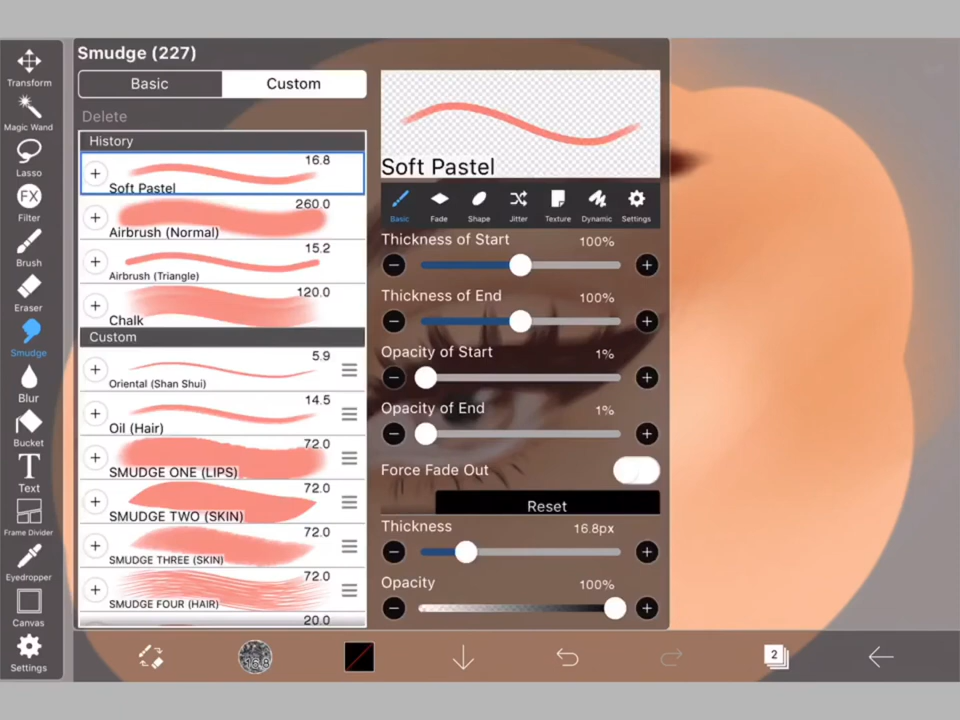 Smudge (227)
Basic
Custom
Delete
History
16.8
Soft Pastel
260.0
Airbrush (Normal)
15.2
Airbrush (Triangle)
120.0
Chalk
Custom
5.9
Oriental (Shan Shui)
14.5
Oil (Hair)
72.0
SMUDGE ONE (LIPS)
72.0
SMUDGE TWO (SKIN)
72.0
SMUDGE THREE (SKIN)
72.0
SMUDGE FOUR (HAIR)
20.0
Transform
Magic Wand
Lasso
FX
Filter
Brush
Eraser
Smudge
Blur
Bucket
T
Text
Frame Divider
Eyedropper
Canvas
Settings
Soft Pastel
Basic
Fade
Shape
Jitter
Texture
Dynamic
Settings
Thickness of Start 100%
Thickness of End 100%
Opacity of Start 1%
Opacity of End 1%
Force Fade Out
Reset
Thickness 16.8px
Opacity 100%
16.8
2